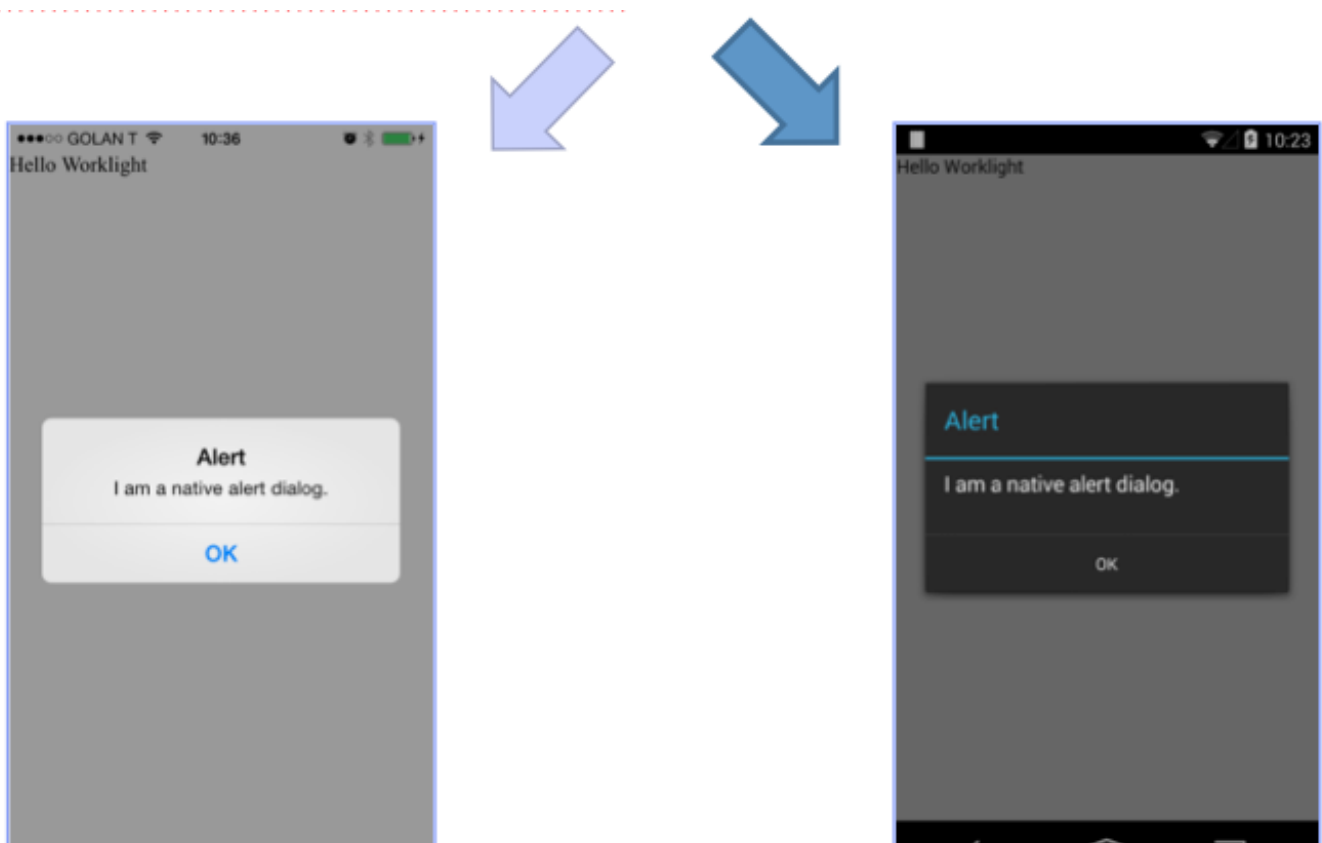 GOLAN T 10:36
Hello Worklight
Alert
I am a native alert dialog.
OK
10:23
Hello Worklight
Alert
I am a native alert dialog.
OK